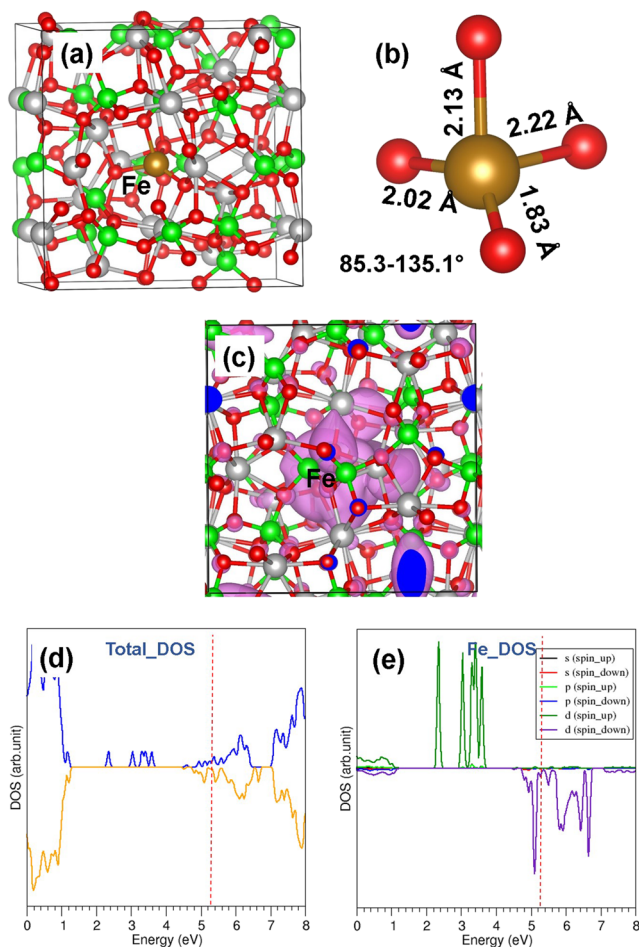 (a)
Fe
(b)
2.13 Å
2.22 Å
2.02 Å
1.83 Å
85.3-135.1°
(c)
Fe
(d)
Total_DOS
DOS (arb.unit)
0 1 2 3 4 5 6 7 8
Energy (eV)
(e)
Fe_DOS
s (spin_up)
s (spin_down)
p (spin_up)
p (spin_down)
d (spin_up)
d (spin_down)
DOS (arb.unit)
0 1 2 3 4 5 6 7 8
Energy (eV)